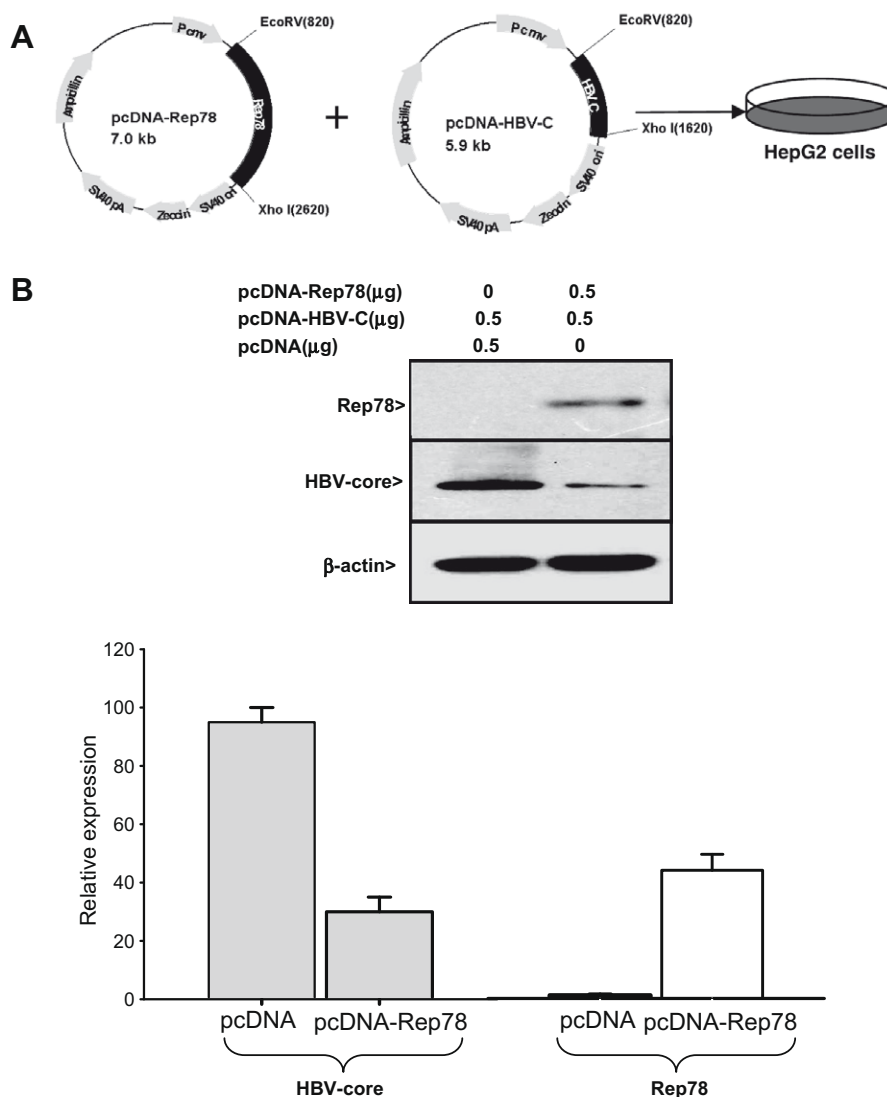 A
EcoRV(820)
Pcmv
Ampicillin
Rep78
pcDNA-Rep78
7.0 kb
SV40pA
Zeocin
SV40 ori
Xho I(2620)
+
EcoRV(820)
Pcmv
Ampicillin
HBV C
pcDNA-HBV-C
5.9 kb
Xho I(1620)
SV40 ori
Zeocin
SV40 pA
HepG2 cells
B
pcDNA-Rep78(μg) 0 0.5
pcDNA-HBV-C(μg) 0.5 0.5
pcDNA(μg) 0.5 0
Rep78>
HBV-core>
β-actin>
Relative expression
120
100
80
60
40
20
0
pcDNA pcDNA-Rep78 pcDNA pcDNA-Rep78
HBV-core Rep78